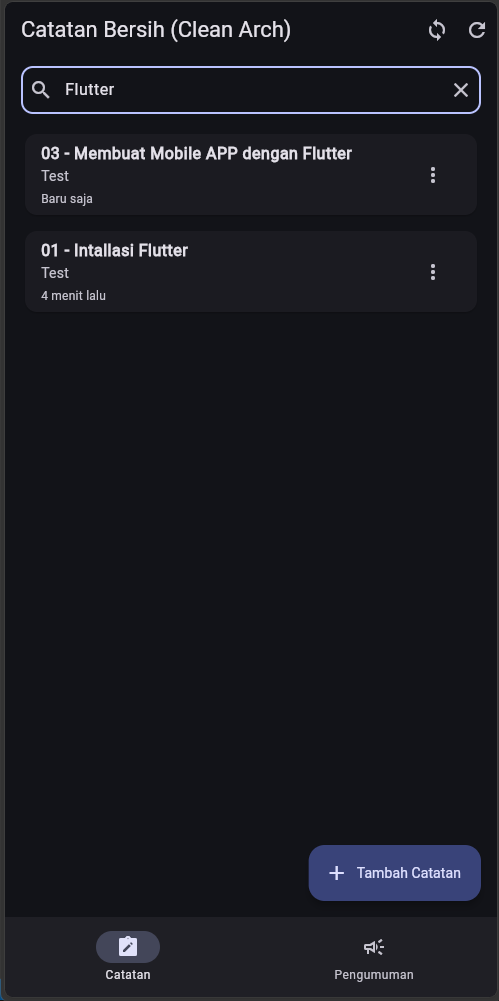 Catatan Bersih (Clean Arch)
Flutter
03 - Membuat Mobile APP dengan Flutter
Test
Baru saja
01 - Intallasi Flutter
Test
4 menit lalu
Tambah Catatan
Catatan
Pengumuman